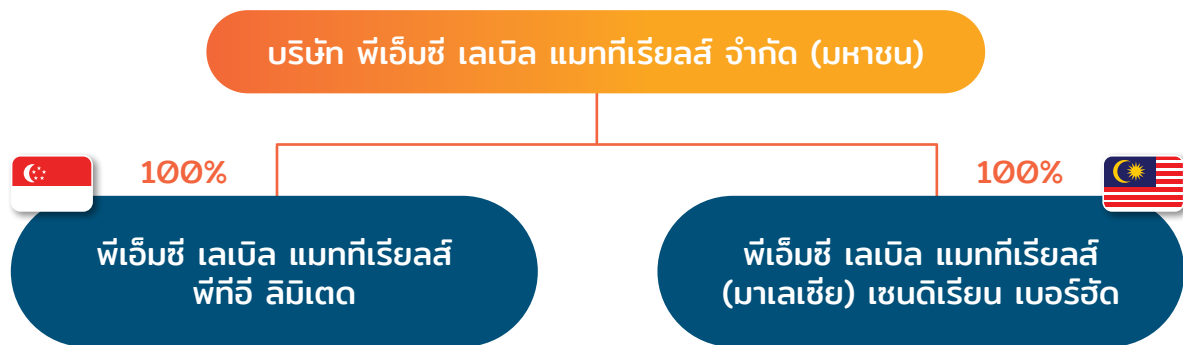 บริษัท พีเอ็มซี เลเบิล แมททีเรียลส์ จำกัด (มหาชน)
100%
100%
พีเอ็มซี เลเบิล แมททีเรียลส์
พีทีอี ลิมิเตด
พีเอ็มซี เลเบิล แมททีเรียลส์
(มาเลเซีย) เซนดิเรียน เบอร์ฮัด